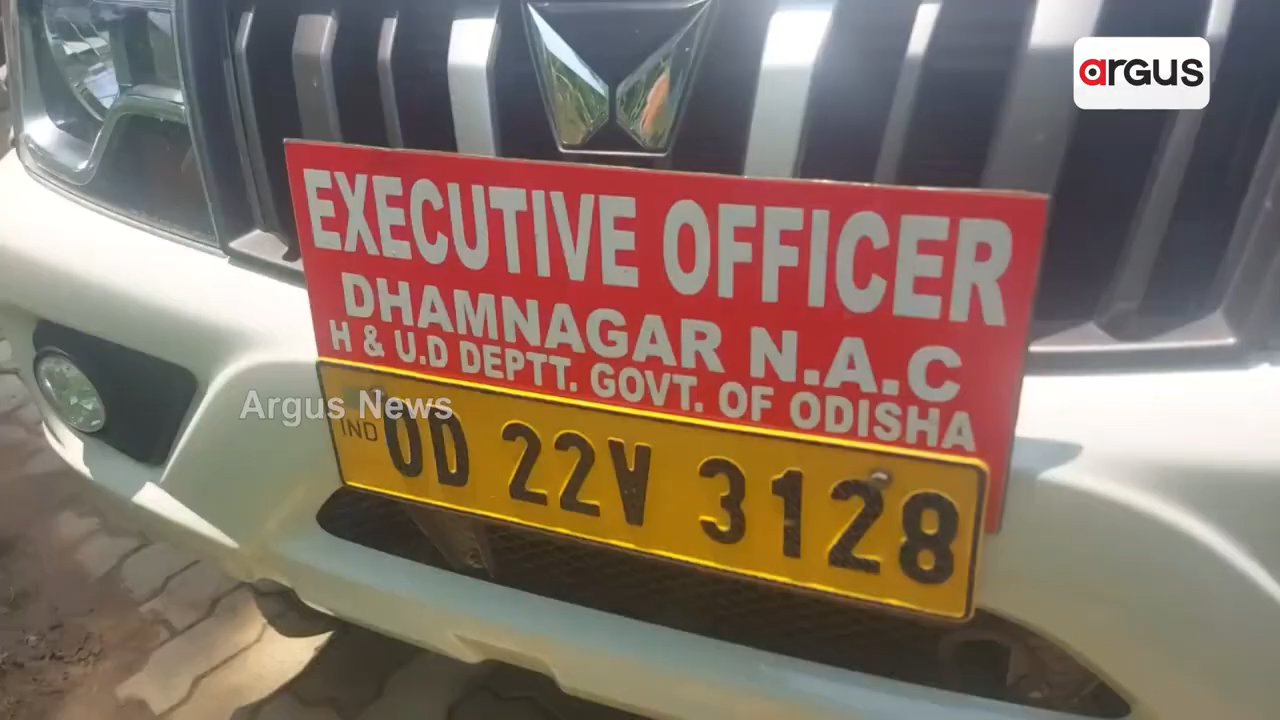 argus
EXECUTIVE OFFICER
DHAMNAGAR N.A.C
H & U.D DEPTT. GOVT. OF ODISHA
Argus News
IND
OD 22V 3128